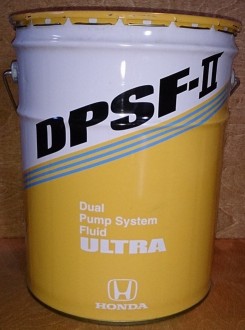 DPSF-II
Dual
Pump System
Fluid
ULTRA
HONDA